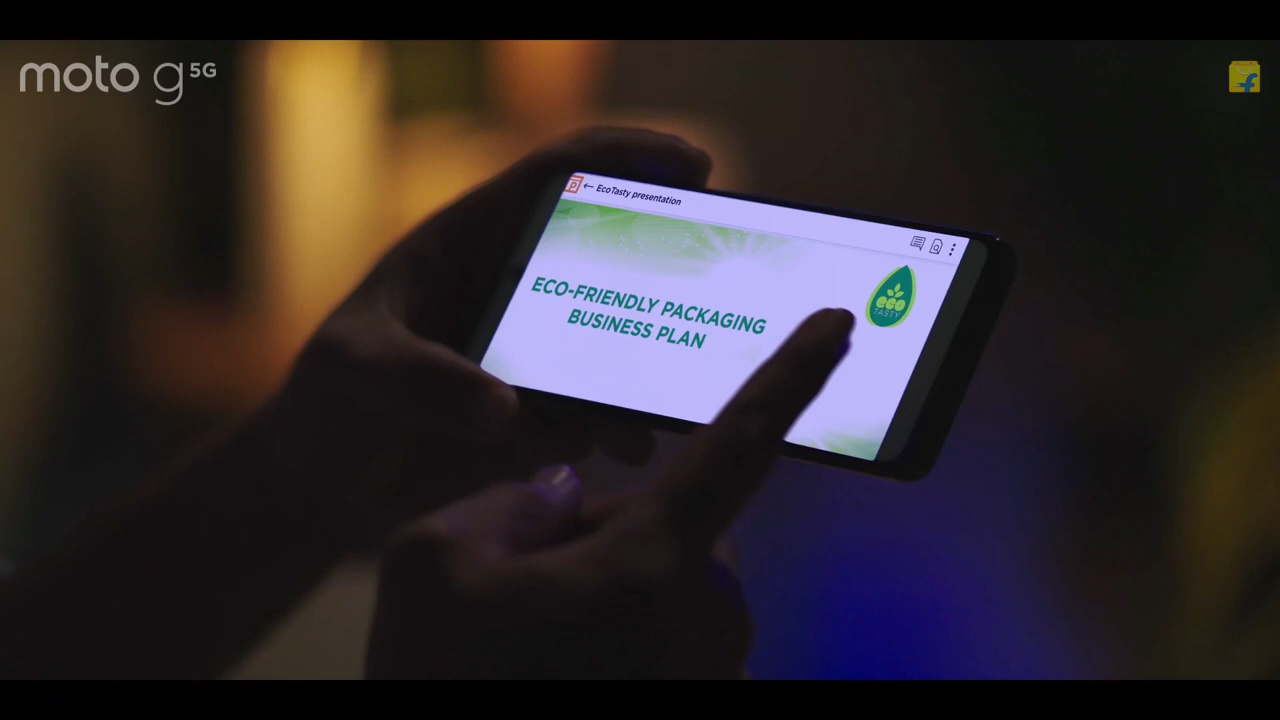 moto g 5G
EcoTasty presentation
ECO-FRIENDLY PACKAGING
BUSINESS PLAN
eco
TASTY